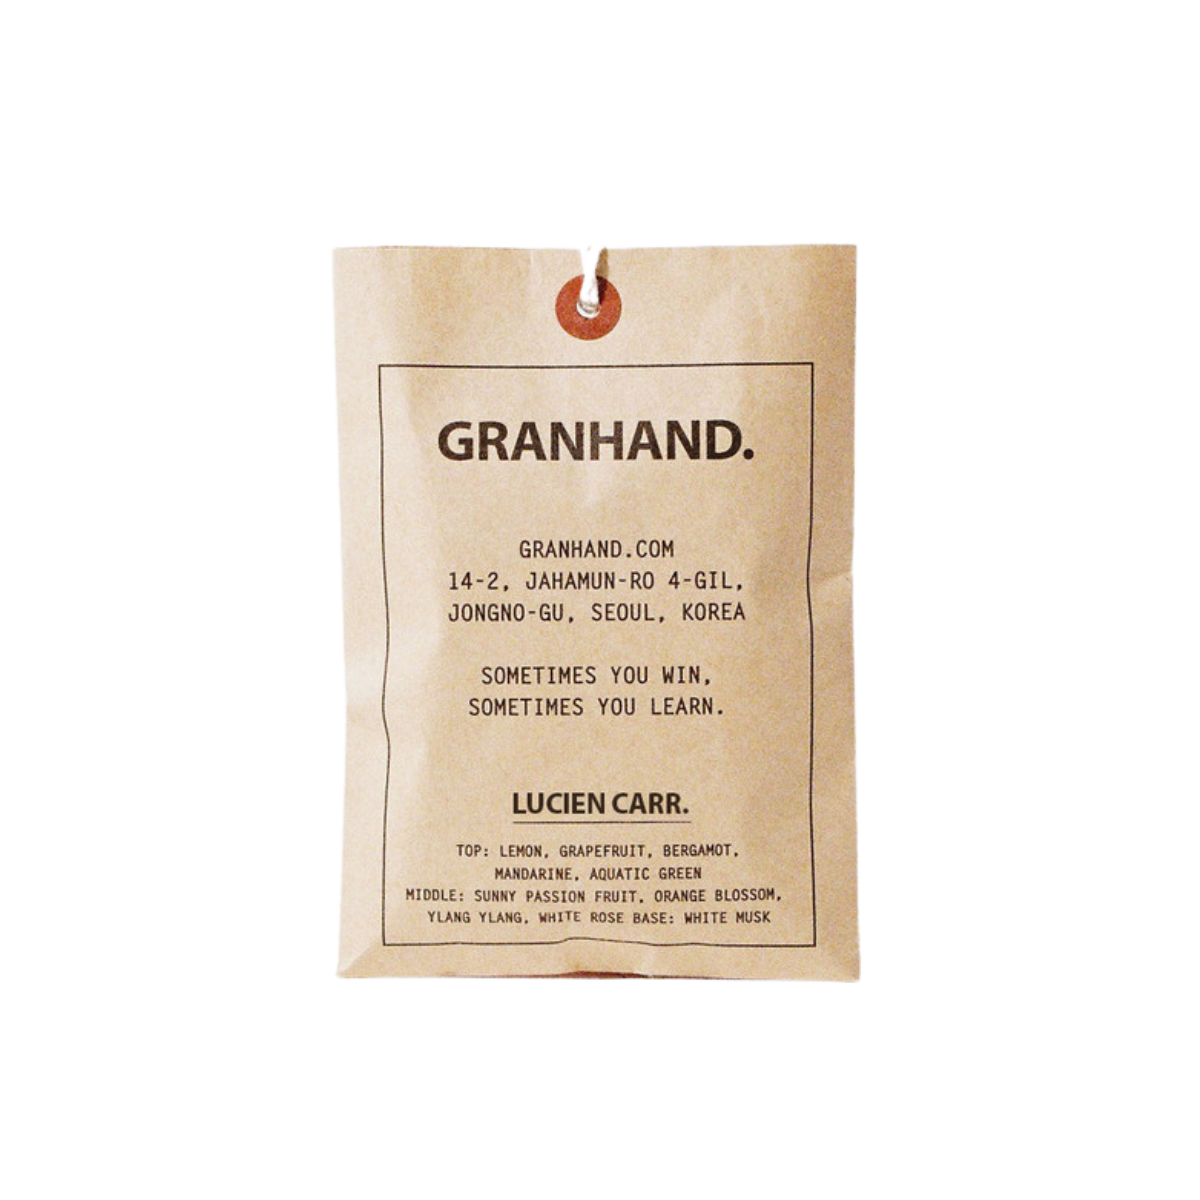 GRANHAND.
GRANHAND.COM
14-2, JAHAMUN-RO 4-GIL,
JONGNO-GU, SEOUL, KOREA
SOMETIMES YOU WIN,
SOMETIMES YOU LEARN.
LUCIEN CARR.
TOP: LEMON, GRAPEFRUIT, BERGAMOT,
MANDARINE, AQUATIC GREEN
MIDDLE: SUNNY PASSION FRUIT, ORANGE BLOSSOM,
YLANG YLANG, WHITE ROSE BASE: WHITE MUSK